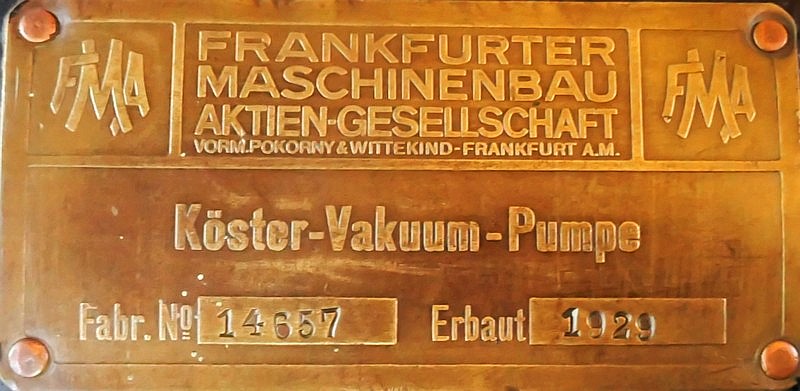 FMA
FRANKFURTER
MASCHINENBAU
AKTIEN-GESELLSCHAFT
VORM.POKORNY & WITTEKIND-FRANKFURT A.M.
FMA
Köster-Vakuum-Pumpe
Fabr. No 14657 Erbaut 1929